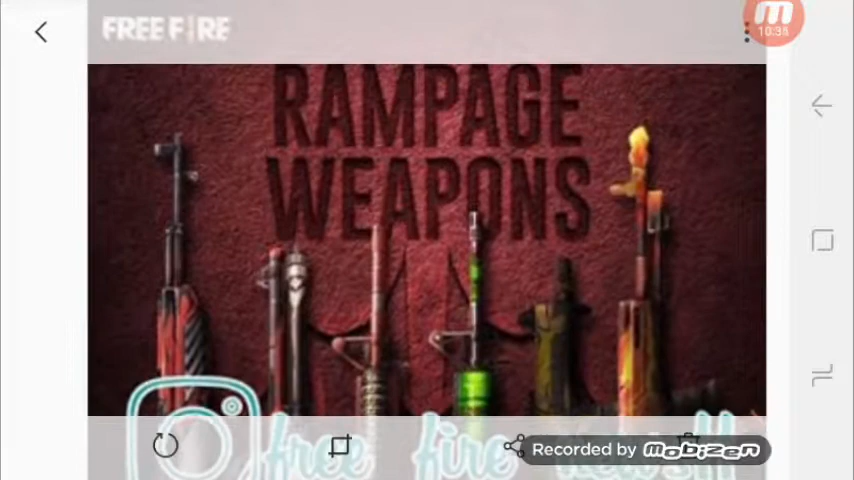 FREE FIRE
10:38
RAMPAGE
WEAPONS
free fire
Recorded by mobizen